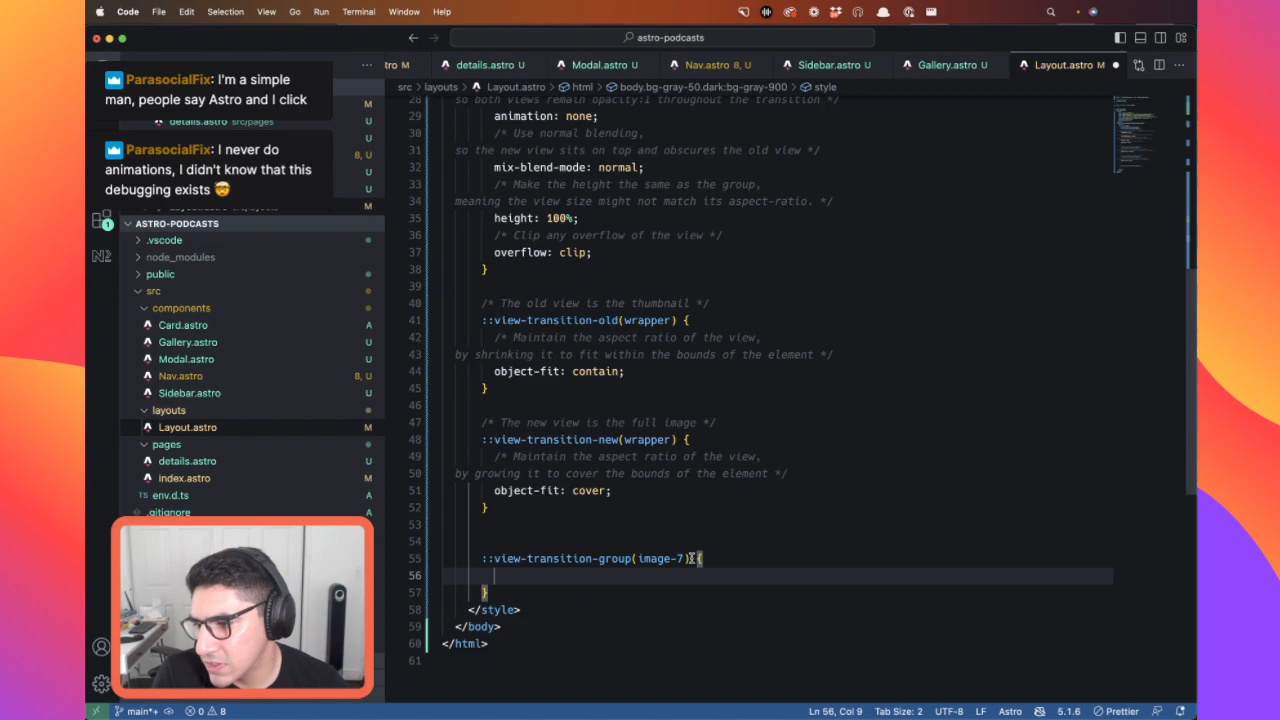 Code File Edit Selection View Go Run Terminal Window Help
astro-podcasts
tro M details.astro U Modal.astro U Nav.astro 8, U Sidebar.astro U Gallery.astro U Layout.astro M
src > layouts > Layout.astro > html > body.bg-gray-50.dark:bg-gray-900 > style
ParasocialFix: I'm a simple
man, people say Astro and I click
M
details.astro src/pages U
U
ParasocialFix: I never do
animations, I didn't know that this
debugging exists 🤯
M
8, U
U
M
1
ASTRO-PODCASTS
.vscode
node_modules
public
src
components
Card.astro A
Gallery.astro U
Modal.astro U
Nav.astro 8, U
Sidebar.astro U
layouts
Layout.astro M
pages
details.astro U
index.astro M
TS env.d.ts A
.gitignore A
28 so both views remain opacity:1 throughout the transition */
29 animation: none;
30 /* Use normal blending,
31 so the new view sits on top and obscures the old view */
32 mix-blend-mode: normal;
33 /* Make the height the same as the group,
34 meaning the view size might not match its aspect-ratio. */
35 height: 100%;
36 /* Clip any overflow of the view */
37 overflow: clip;
38 }
39
40 /* The old view is the thumbnail */
41 ::view-transition-old(wrapper) {
42 /* Maintain the aspect ratio of the view,
43 by shrinking it to fit within the bounds of the element */
44 object-fit: contain;
45 }
46
47 /* The new view is the full image */
48 ::view-transition-new(wrapper) {
49 /* Maintain the aspect ratio of the view,
50 by growing it to cover the bounds of the element */
51 object-fit: cover;
52 }
53
54
55 ::view-transition-group(image-7) {
56
57 }
58 </style>
59 </body>
60 </html>
61
main*+ 0 8 Ln 56, Col 9 Tab Size: 2 UTF-8 LF Astro 5.1.6 Prettier